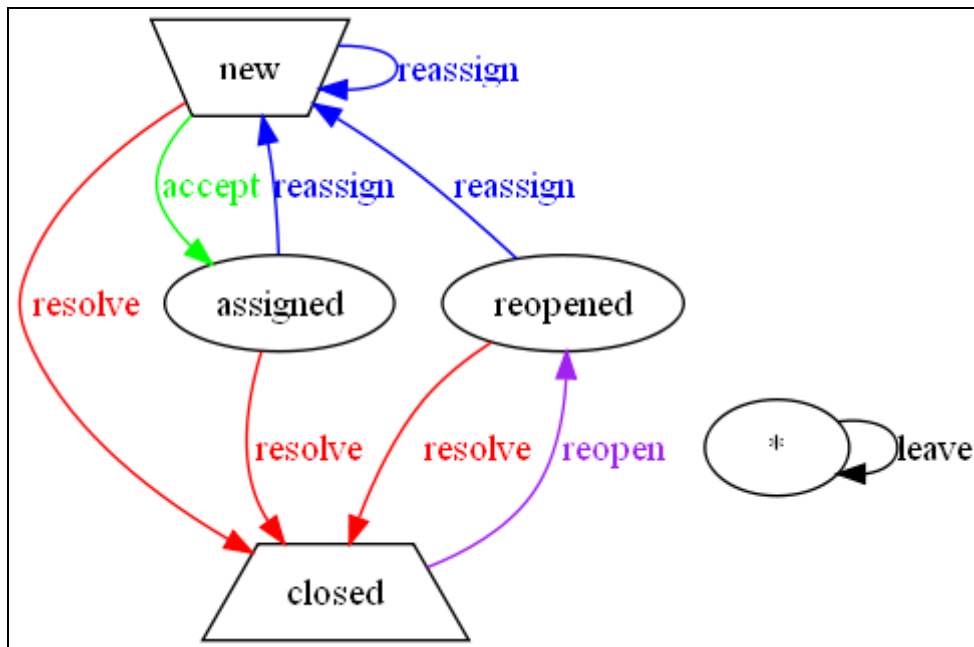 new
reassign
accept
reassign
reassign
resolve
assigned
reopened
resolve
resolve
reopen
*
leave
closed